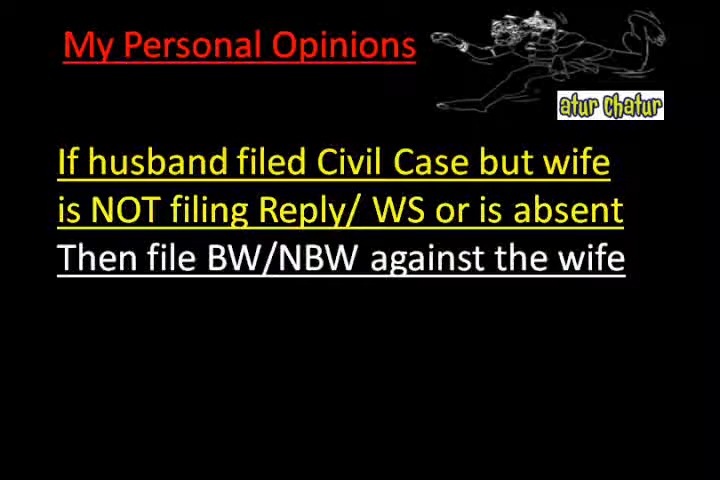 My Personal Opinions
atur chatur
If husband filed Civil Case but wife
is NOT filing Reply/ WS or is absent
Then file BW/NBW against the wife